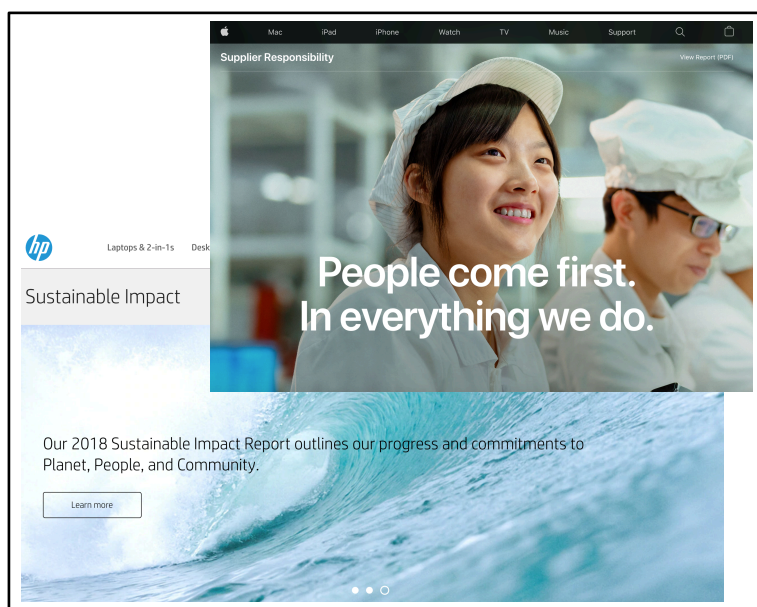 Mac iPad iPhone Watch TV Music Support
Supplier Responsibility View Report (PDF)
People come first.
In everything we do.
hp Laptops & 2-in-1s Desk
Sustainable Impact
Our 2018 Sustainable Impact Report outlines our progress and commitments to
Planet, People, and Community.
Learn more